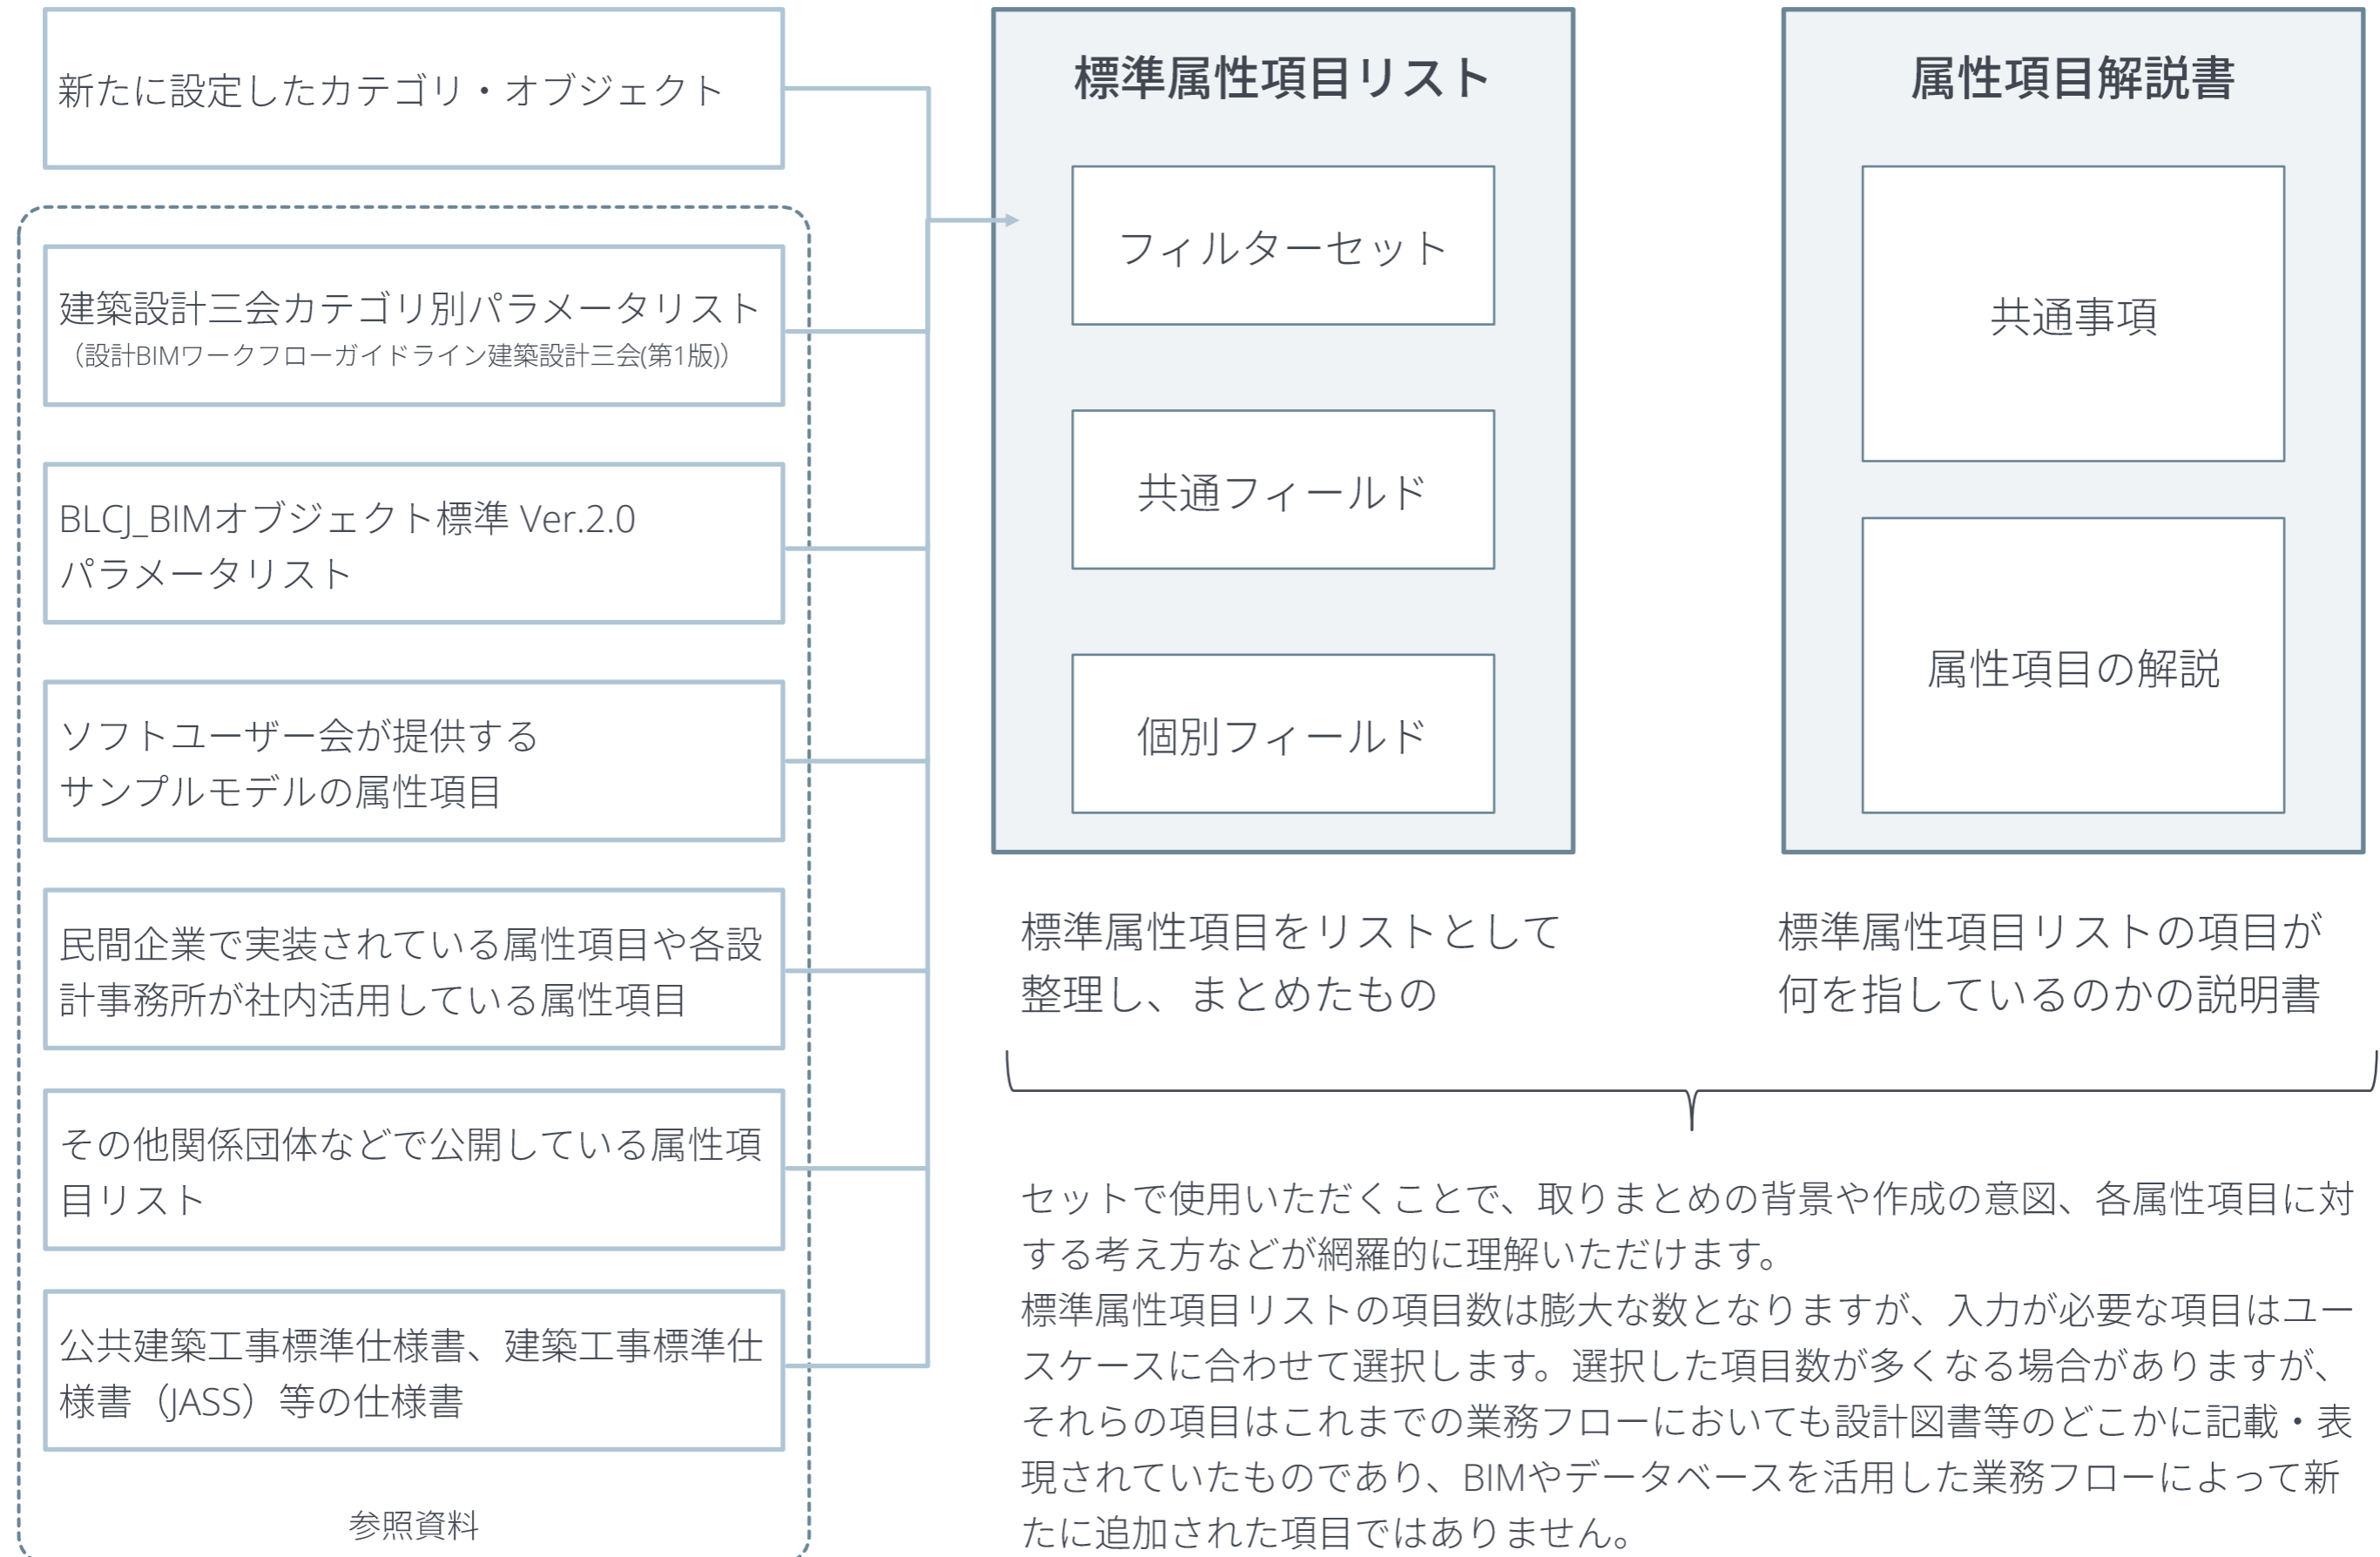 新たに設定したカテゴリ・オブジェクト
建築設計三会カテゴリ別パラメータリスト
（設計BIMワークフローガイドライン建築設計三会(第1版)）
BLCJ_BIMオブジェクト標準 Ver.2.0
パラメータリスト
ソフトユーザー会が提供する
サンプルモデルの属性項目
民間企業で実装されている属性項目や各設
計事務所が社内活用している属性項目
その他関係団体などで公開している属性項
目リスト
公共建築工事標準仕様書、建築工事標準仕
様書（JASS）等の仕様書
参照資料
標準属性項目リスト
フィルターセット
共通フィールド
個別フィールド
標準属性項目をリストとして
整理し、まとめたもの
属性項目解説書
共通事項
属性項目の解説
標準属性項目リストの項目が
何を指しているのかの説明書
セットで使用いただくことで、取りまとめの背景や作成の意図、各属性項目に対
する考え方などが網羅的に理解いただけます。
標準属性項目リストの項目数は膨大な数となりますが、入力が必要な項目はユー
スケースに合わせて選択します。選択した項目数が多くなる場合がありますが、
それらの項目はこれまでの業務フローにおいても設計図書等のどこかに記載・表
現されていたものであり、BIMやデータベースを活用した業務フローによって新
たに追加された項目ではありません。